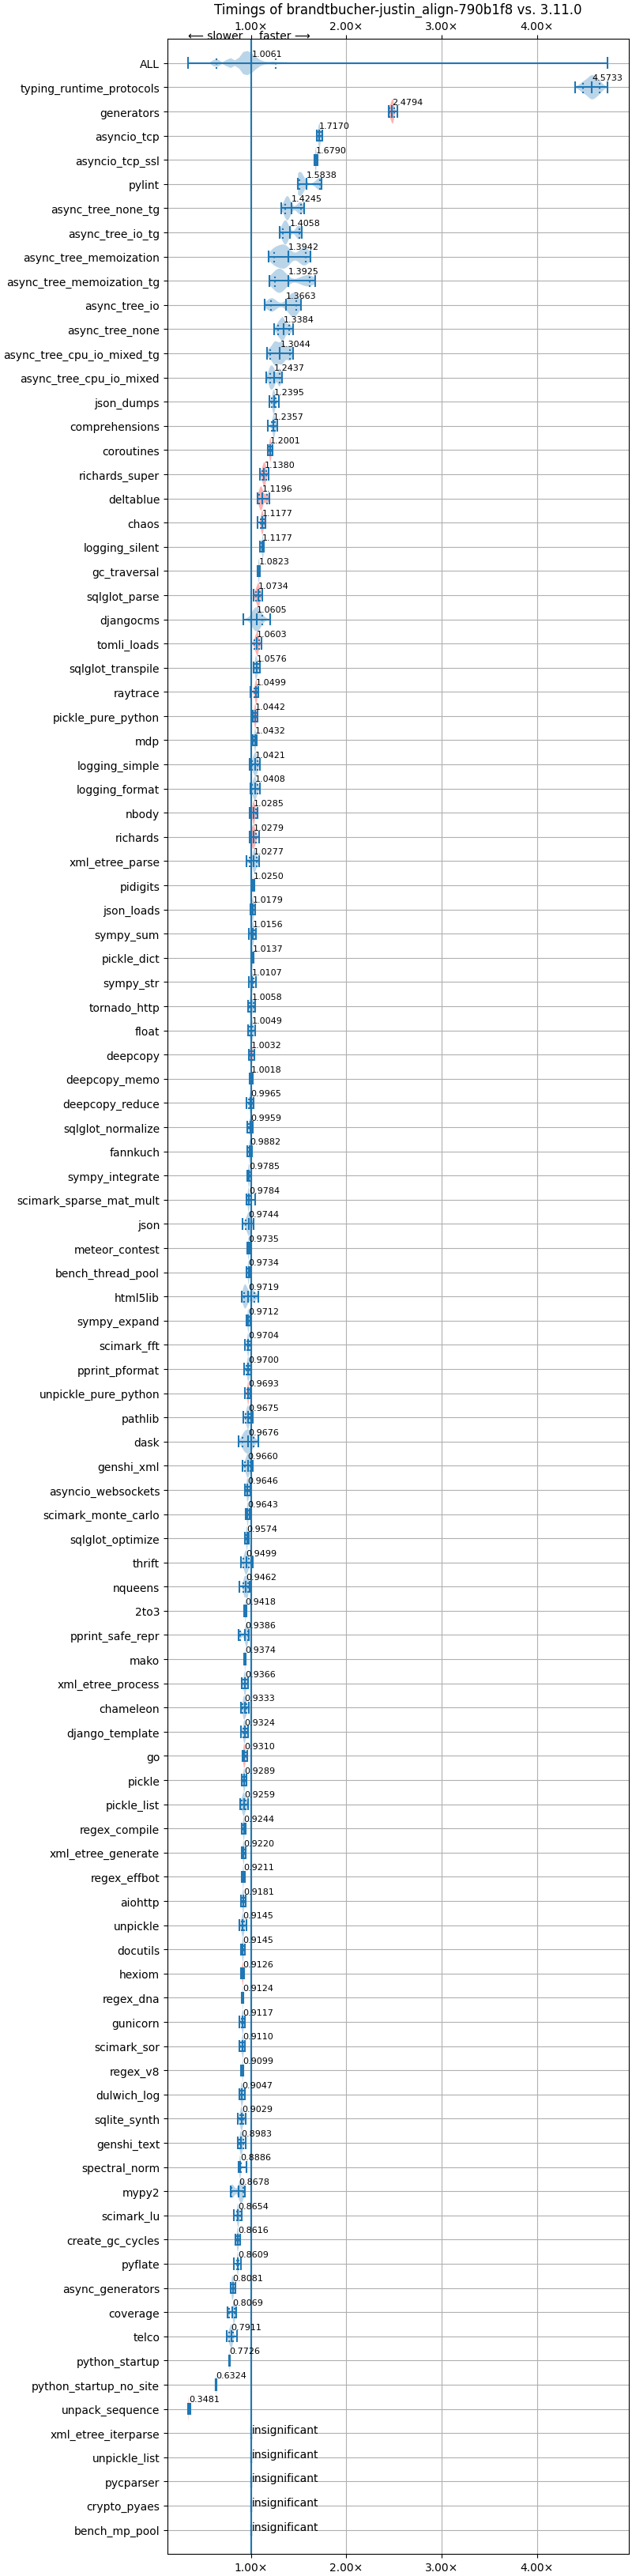 Timings of brandtbucher-justin_align-790b1f8 vs. 3.11.0
1.00× 2.00× 3.00× 4.00×
⟵ slower faster ⟶
ALL 1.0061
typing_runtime_protocols 4.5733
generators 2.4794
asyncio_tcp 1.7170
asyncio_tcp_ssl 1.6790
pylint 1.5838
async_tree_none_tg 1.4245
async_tree_io_tg 1.4058
async_tree_memoization 1.3942
async_tree_memoization_tg 1.3925
async_tree_io 1.3663
async_tree_none 1.3384
async_tree_cpu_io_mixed_tg 1.3044
async_tree_cpu_io_mixed 1.2437
json_dumps 1.2395
comprehensions 1.2357
coroutines 1.2001
richards_super 1.1380
deltablue 1.1196
chaos 1.1177
logging_silent 1.1177
gc_traversal 1.0823
sqlglot_parse 1.0734
djangocms 1.0605
tomli_loads 1.0603
sqlglot_transpile 1.0576
raytrace 1.0499
pickle_pure_python 1.0442
mdp 1.0432
logging_simple 1.0421
logging_format 1.0408
nbody 1.0285
richards 1.0279
xml_etree_parse 1.0277
pidigits 1.0250
json_loads 1.0179
sympy_sum 1.0156
pickle_dict 1.0137
sympy_str 1.0107
tornado_http 1.0058
float 1.0049
deepcopy 1.0032
deepcopy_memo 1.0018
deepcopy_reduce 0.9965
sqlglot_normalize 0.9959
fannkuch 0.9882
sympy_integrate 0.9785
scimark_sparse_mat_mult 0.9784
json 0.9744
meteor_contest 0.9735
bench_thread_pool 0.9734
html5lib 0.9719
sympy_expand 0.9712
scimark_fft 0.9704
pprint_pformat 0.9700
unpickle_pure_python 0.9693
pathlib 0.9675
dask 0.9676
genshi_xml 0.9660
asyncio_websockets 0.9646
scimark_monte_carlo 0.9643
sqlglot_optimize 0.9574
thrift 0.9499
nqueens 0.9462
2to3 0.9418
pprint_safe_repr 0.9386
mako 0.9374
xml_etree_process 0.9366
chameleon 0.9333
django_template 0.9324
go 0.9310
pickle 0.9289
pickle_list 0.9259
regex_compile 0.9244
xml_etree_generate 0.9220
regex_effbot 0.9211
aiohttp 0.9181
unpickle 0.9145
docutils 0.9145
hexiom 0.9126
regex_dna 0.9124
gunicorn 0.9117
scimark_sor 0.9110
regex_v8 0.9099
dulwich_log 0.9047
sqlite_synth 0.9029
genshi_text 0.8983
spectral_norm 0.8886
mypy2 0.8678
scimark_lu 0.8654
create_gc_cycles 0.8616
pyflate 0.8609
async_generators 0.8081
coverage 0.8069
telco 0.7911
python_startup 0.7726
python_startup_no_site 0.6324
unpack_sequence 0.3481
xml_etree_iterparse insignificant
unpickle_list insignificant
pycparser insignificant
crypto_pyaes insignificant
bench_mp_pool insignificant
1.00× 2.00× 3.00× 4.00×